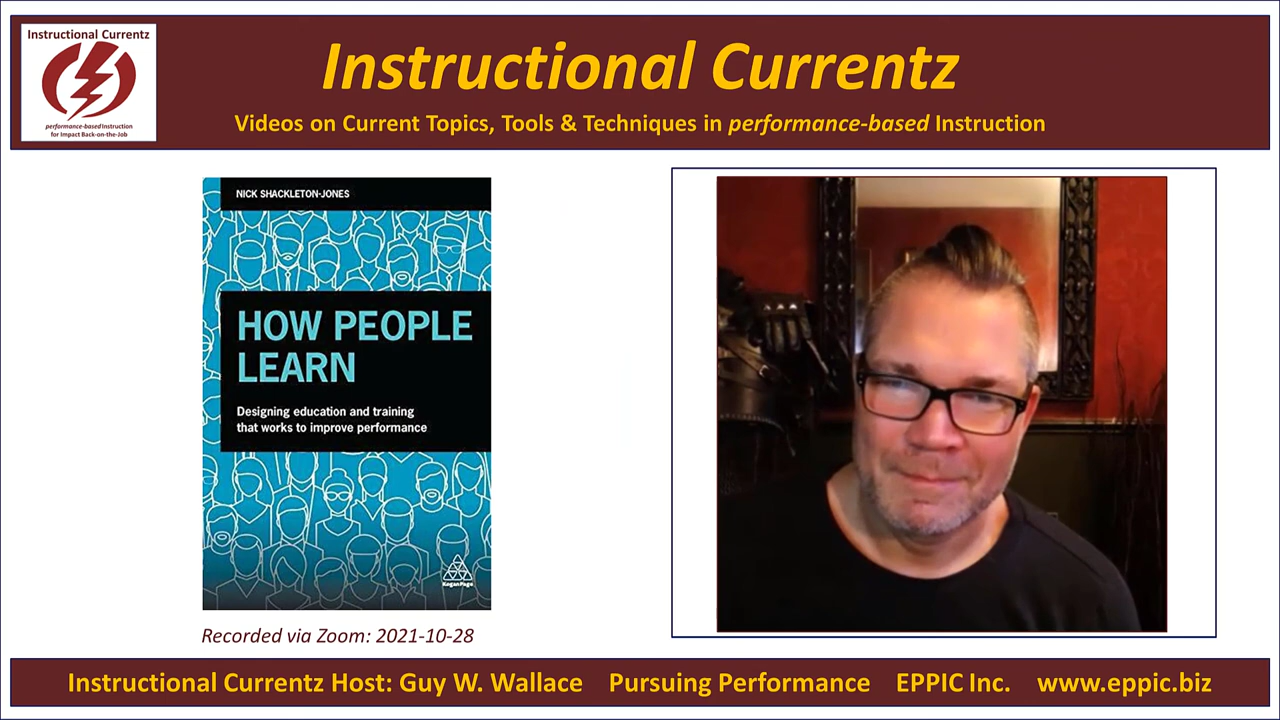 Instructional Currentz
performance-based Instruction
for Impact Back-on-the-Job
Instructional Currentz
Videos on Current Topics, Tools & Techniques in performance-based Instruction
NICK SHACKLETON-JONES
HOW PEOPLE
LEARN
Designing education and training
that works to improve performance
KoganPage
Recorded via Zoom: 2021-10-28
Instructional Currentz Host: Guy W. Wallace Pursuing Performance EPPIC Inc. www.eppic.biz